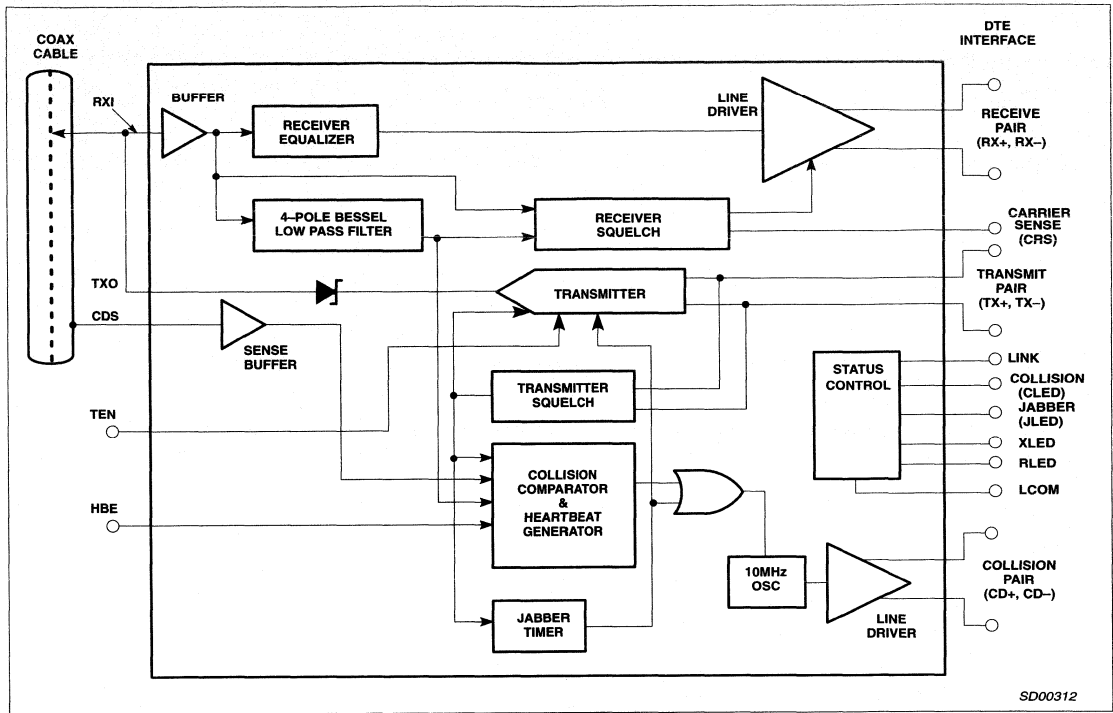 COAX
CABLE
DTE
INTERFACE
RXI
BUFFER
RECEIVER
EQUALIZER
LINE
DRIVER
RECEIVE
PAIR
(RX+, RX–)
4–POLE BESSEL
LOW PASS FILTER
RECEIVER
SQUELCH
CARRIER
SENSE
(CRS)
TXO
TRANSMITTER
TRANSMIT
PAIR
(TX+, TX–)
CDS
SENSE
BUFFER
STATUS
CONTROL
LINK
COLLISION
(CLED)
JABBER
(JLED)
XLED
RLED
LCOM
TRANSMITTER
SQUELCH
TEN
COLLISION
COMPARATOR
&
HEARTBEAT
GENERATOR
HBE
10MHz
OSC
COLLISION
PAIR
(CD+, CD–)
LINE
DRIVER
JABBER
TIMER
SD00312